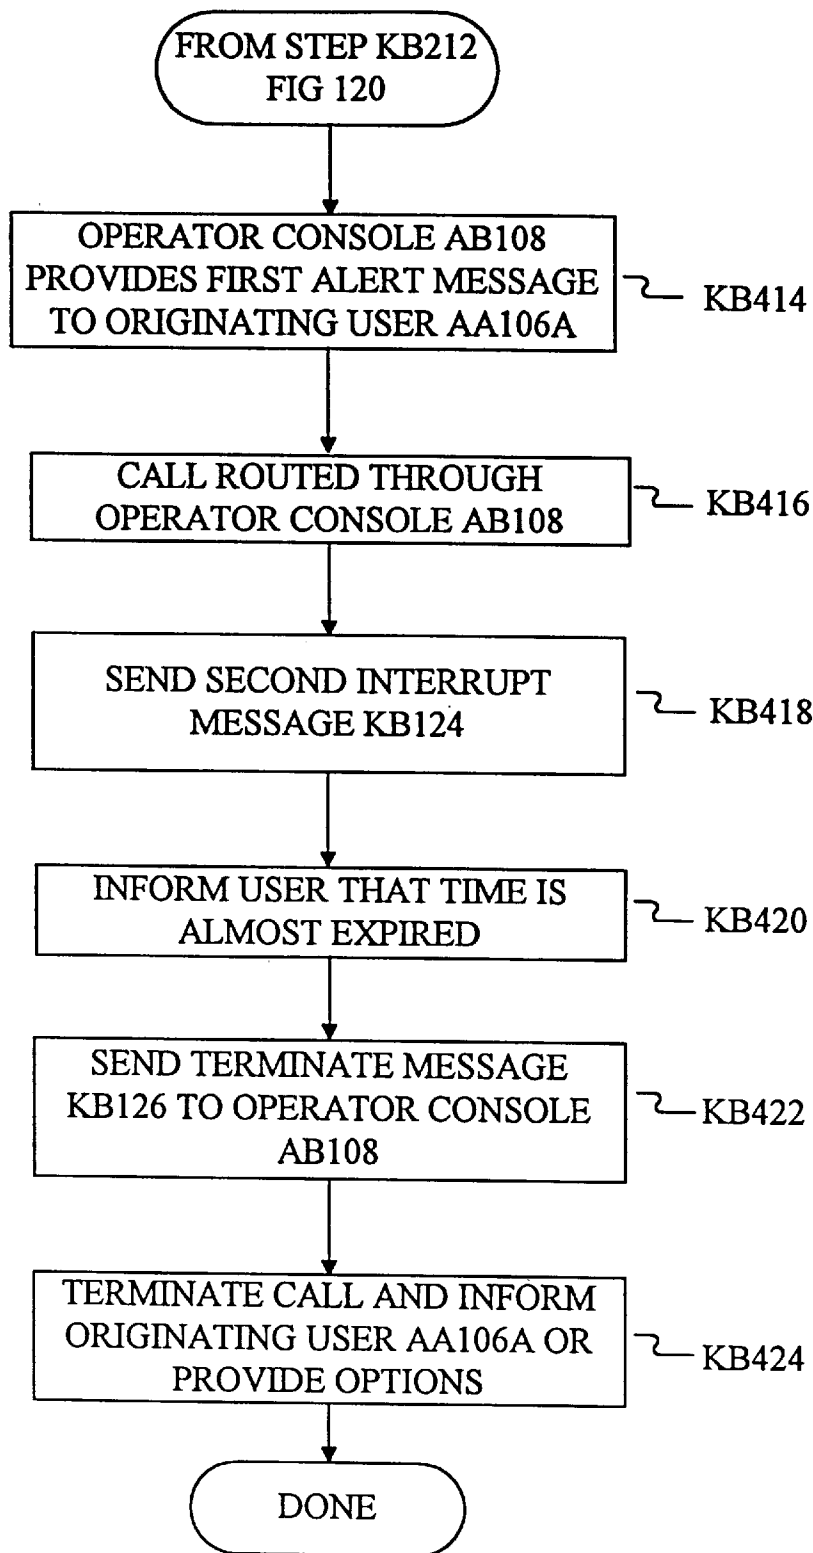 FROM STEP KB212
FIG 120
OPERATOR CONSOLE AB108
PROVIDES FIRST ALERT MESSAGE
TO ORIGINATING USER AA106A
KB414
CALL ROUTED THROUGH
OPERATOR CONSOLE AB108
KB416
SEND SECOND INTERRUPT
MESSAGE KB124
KB418
INFORM USER THAT TIME IS
ALMOST EXPIRED
KB420
SEND TERMINATE MESSAGE
KB126 TO OPERATOR CONSOLE
AB108
KB422
TERMINATE CALL AND INFORM
ORIGINATING USER AA106A OR
PROVIDE OPTIONS
KB424
DONE